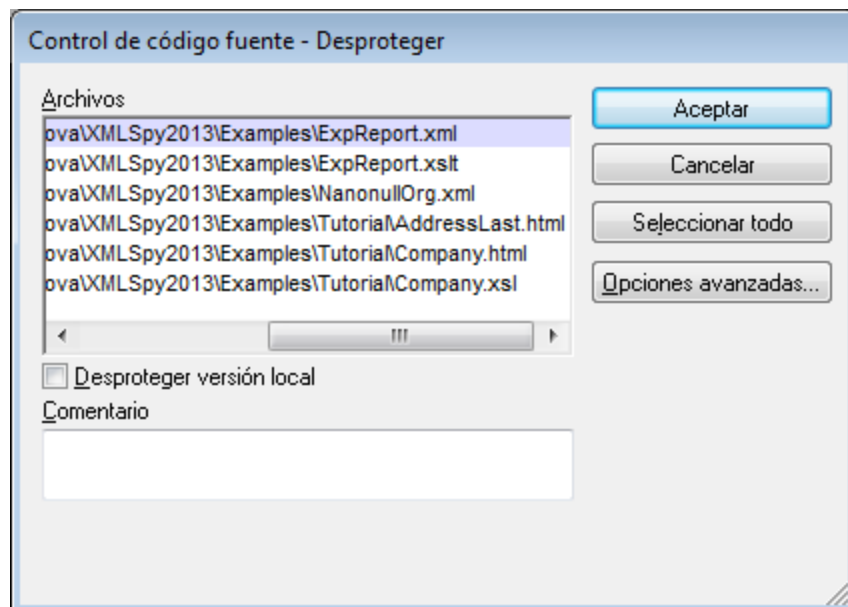 Control de código fuente - Desproteger
Archivos
ova\XMLSpy2013\Examples\ExpReport.xml
ova\XMLSpy2013\Examples\ExpReport.xslt
ova\XMLSpy2013\Examples\NanonullOrg.xml
ova\XMLSpy2013\Examples\Tutorial\AddressLast.html
ova\XMLSpy2013\Examples\Tutorial\Company.html
ova\XMLSpy2013\Examples\Tutorial\Company.xsl
Desproteger versión local
Comentario
Aceptar
Cancelar
Seleccionar todo
Opciones avanzadas...